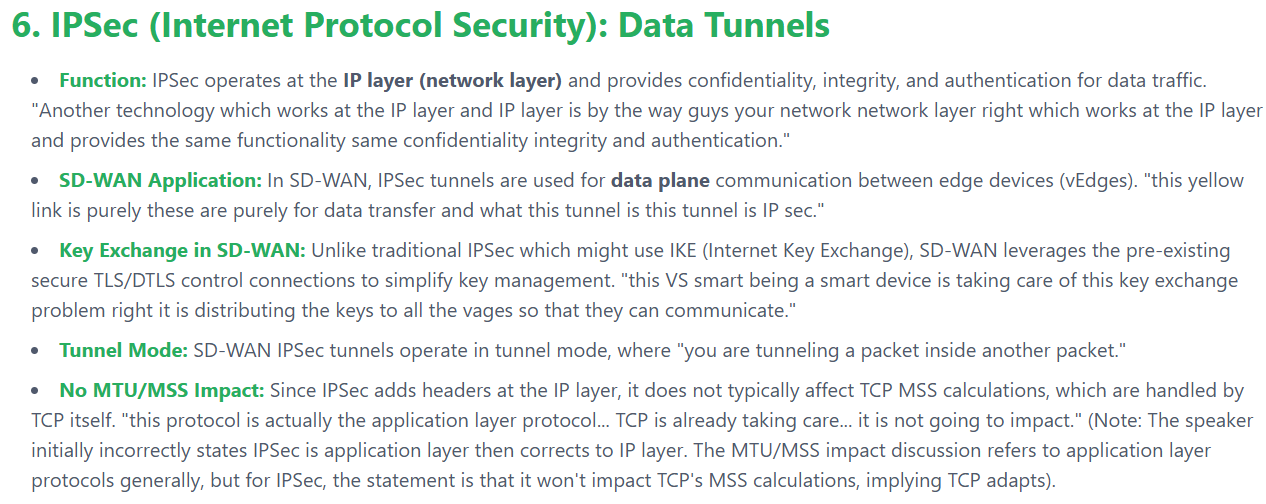 6. IPSec (Internet Protocol Security): Data Tunnels
• Function: IPSec operates at the IP layer (network layer) and provides confidentiality, integrity, and authentication for data traffic.
"Another technology which works at the IP layer and IP layer is by the way guys your network network layer right which works at the IP layer
and provides the same functionality same confidentiality integrity and authentication."
• SD-WAN Application: In SD-WAN, IPSec tunnels are used for data plane communication between edge devices (vEdges). "this yellow
link is purely these are purely for data transfer and what this tunnel is this tunnel is IP sec."
• Key Exchange in SD-WAN: Unlike traditional IPSec which might use IKE (Internet Key Exchange), SD-WAN leverages the pre-existing
secure TLS/DTLS control connections to simplify key management. "this VS smart being a smart device is taking care of this key exchange
problem right it is distributing the keys to all the vages so that they can communicate."
• Tunnel Mode: SD-WAN IPSec tunnels operate in tunnel mode, where "you are tunneling a packet inside another packet."
• No MTU/MSS Impact: Since IPSec adds headers at the IP layer, it does not typically affect TCP MSS calculations, which are handled by
TCP itself. "this protocol is actually the application layer protocol... TCP is already taking care... it is not going to impact." (Note: The speaker
initially incorrectly states IPSec is application layer then corrects to IP layer. The MTU/MSS impact discussion refers to application layer
protocols generally, but for IPSec, the statement is that it won't impact TCP's MSS calculations, implying TCP adapts).